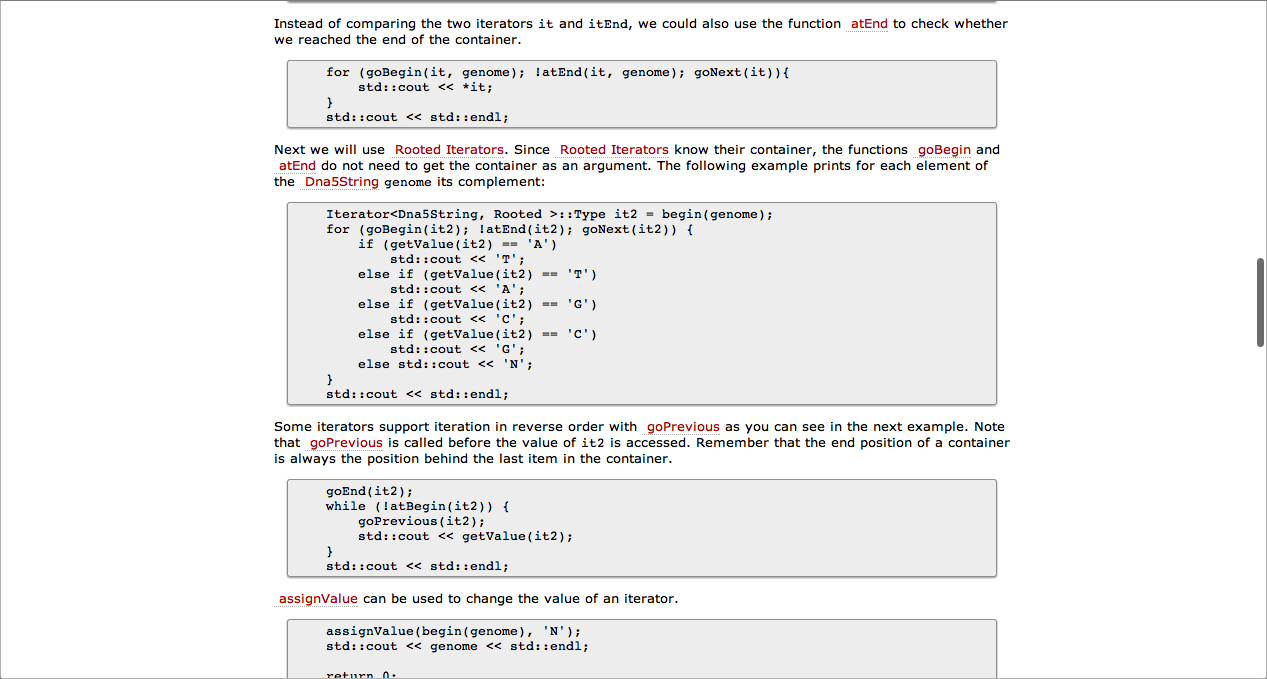 Instead of comparing the two iterators it and itEnd, we could also use the function atEnd to check whether
we reached the end of the container.
for (goBegin(it, genome); !atEnd(it, genome); goNext(it)){
std::cout << *it;
}
std::cout << std::endl;
Next we will use Rooted Iterators. Since Rooted Iterators know their container, the functions goBegin and
atEnd do not need to get the container as an argument. The following example prints for each element of
the Dna5String genome its complement:
Iterator<Dna5String, Rooted >::Type it2 = begin(genome);
for (goBegin(it2); !atEnd(it2); goNext(it2)) {
if (getValue(it2) == 'A')
std::cout << 'T';
else if (getValue(it2) == 'T')
std::cout << 'A';
else if (getValue(it2) == 'G')
std::cout << 'C';
else if (getValue(it2) == 'C')
std::cout << 'G';
else std::cout << 'N';
}
std::cout << std::endl;
Some iterators support iteration in reverse order with goPrevious as you can see in the next example. Note
that goPrevious is called before the value of it2 is accessed. Remember that the end position of a container
is always the position behind the last item in the container.
goEnd(it2);
while (!atBegin(it2)) {
goPrevious(it2);
std::cout << getValue(it2);
}
std::cout << std::endl;
assignValue can be used to change the value of an iterator.
assignValue(begin(genome), 'N');
std::cout << genome << std::endl;
return 0;